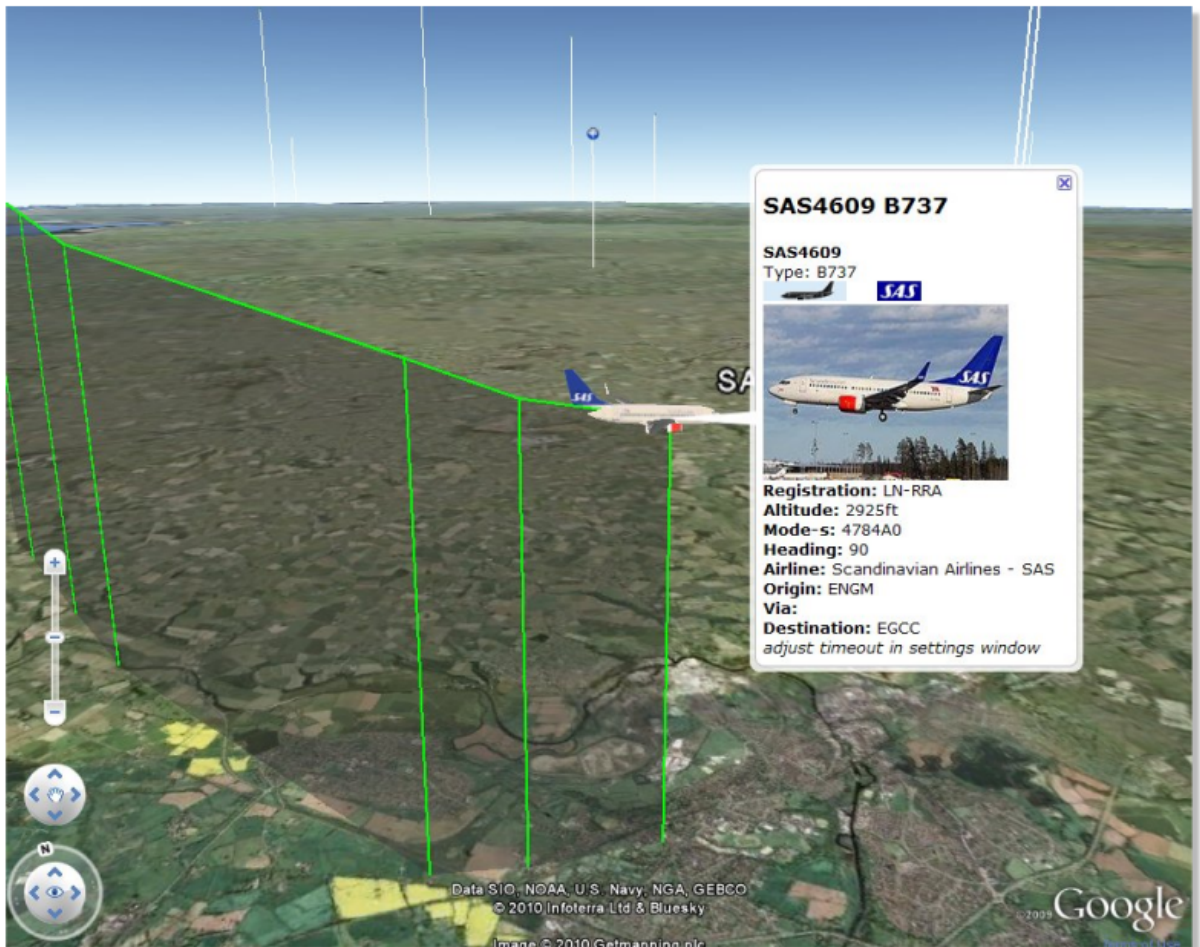 SAS4609 B737
SAS4609
Type: B737
SAS
SAS
Registration: LN-RRA
Altitude: 2925ft
Mode-s: 4784A0
Heading: 90
Airline: Scandinavian Airlines - SAS
Origin: ENGM
Via:
Destination: EGCC
adjust timeout in settings window
SA
SAS
N
Data SIO, NOAA, U.S. Navy, NGA, GEBCO
© 2010 Infoterra Ltd & Bluesky
Image © 2010 Getmapping plc
©2009 Google